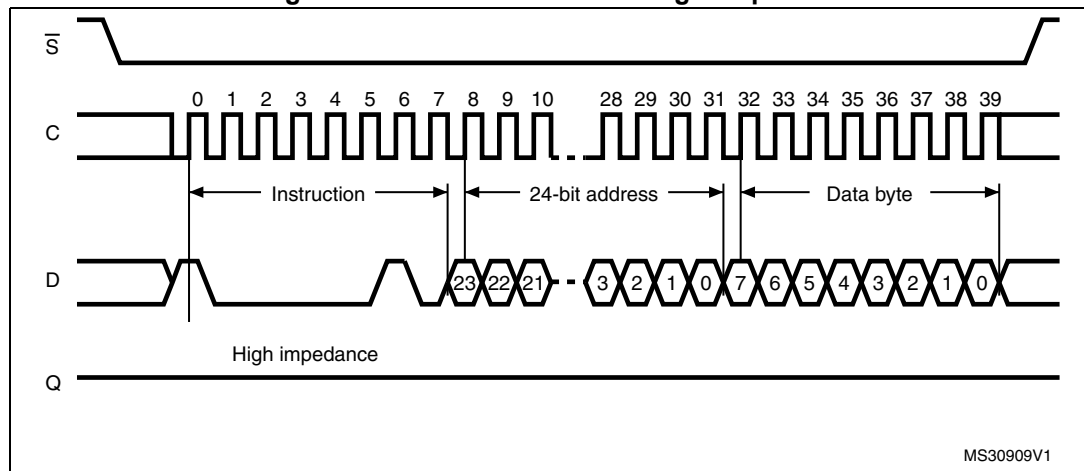 S
0 1 2 3 4 5 6 7 8 9 10 28 29 30 31 32 33 34 35 36 37 38 39
C
Instruction 24-bit address Data byte
D
23 22 21 3 2 1 0 7 6 5 4 3 2 1 0
High impedance
Q
MS30909V1